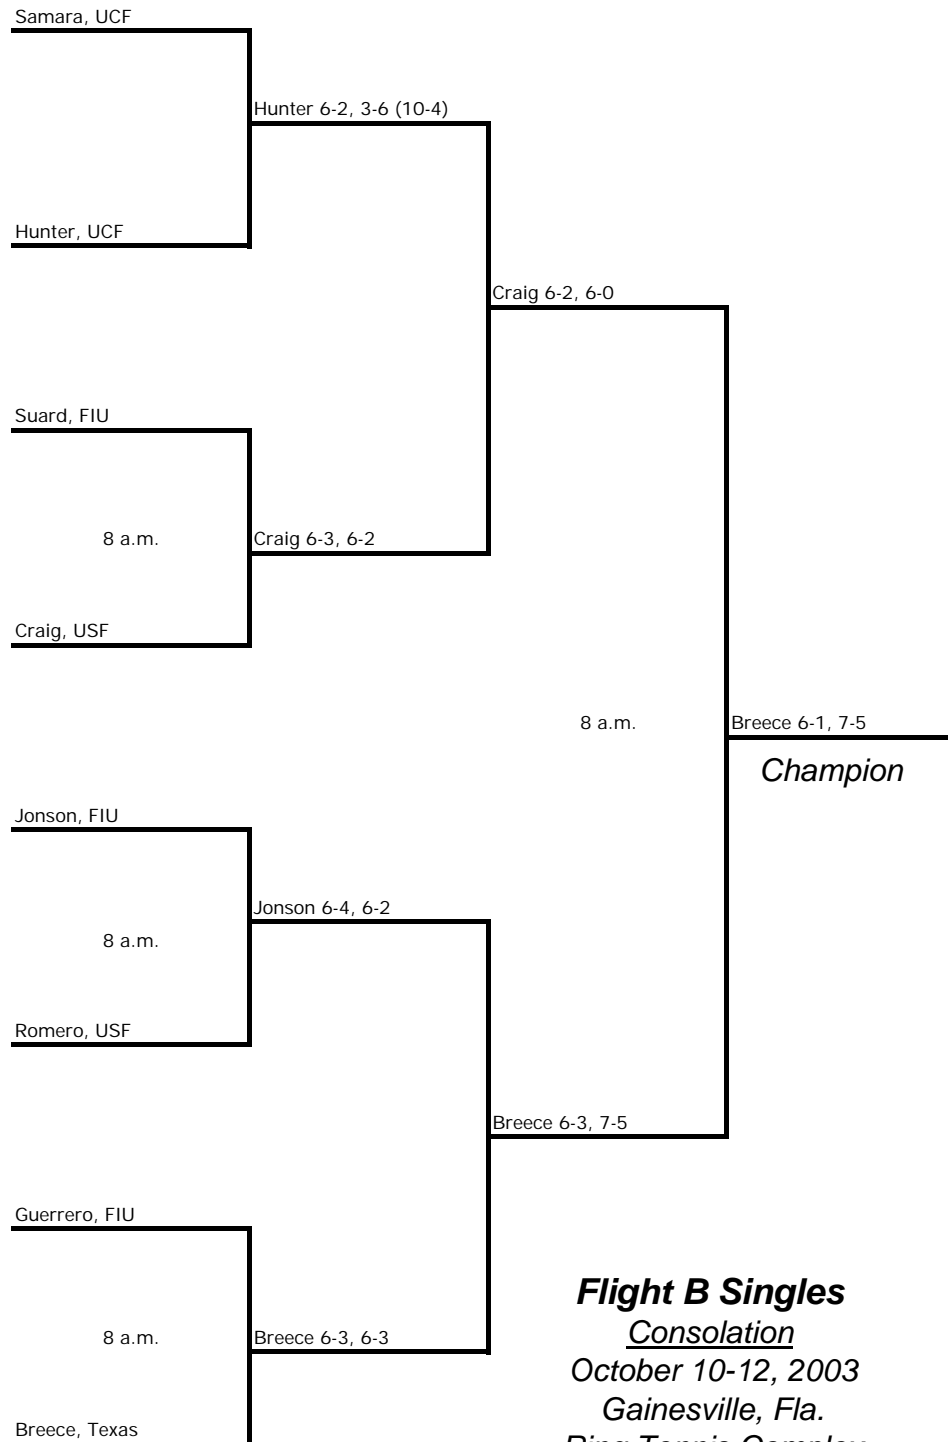 Samara, UCF
Hunter 6-2, 3-6 (10-4)
Hunter, UCF
Craig 6-2, 6-0
Suard, FIU
8 a.m.
Craig 6-3, 6-2
Craig, USF
8 a.m.
Breece 6-1, 7-5
Champion
Jonson, FIU
Jonson 6-4, 6-2
8 a.m.
Romero, USF
Breece 6-3, 7-5
Guerrero, FIU
8 a.m.
Breece 6-3, 6-3
Breece, Texas
Flight B Singles
Consolation
October 10-12, 2003
Gainesville, Fla.
Ring Tennis Complex